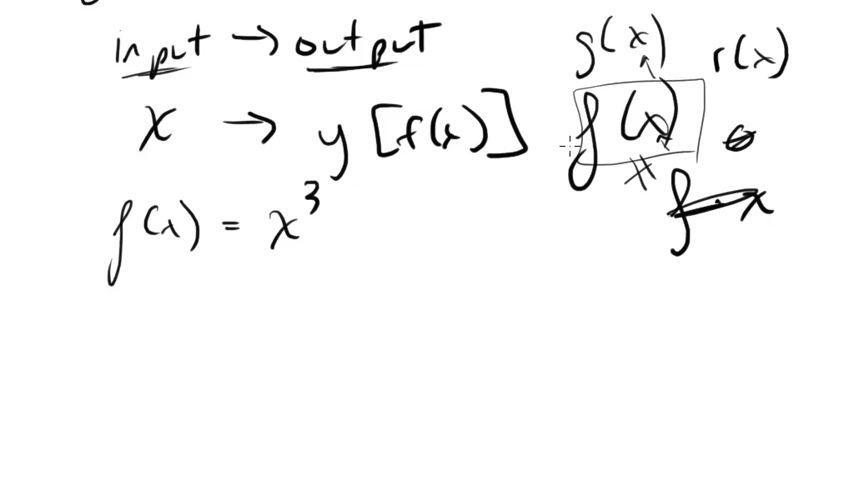 input → output
x → y [f(x)]
f(x) = x³
g(x)
r(x)
f(x)
f · x